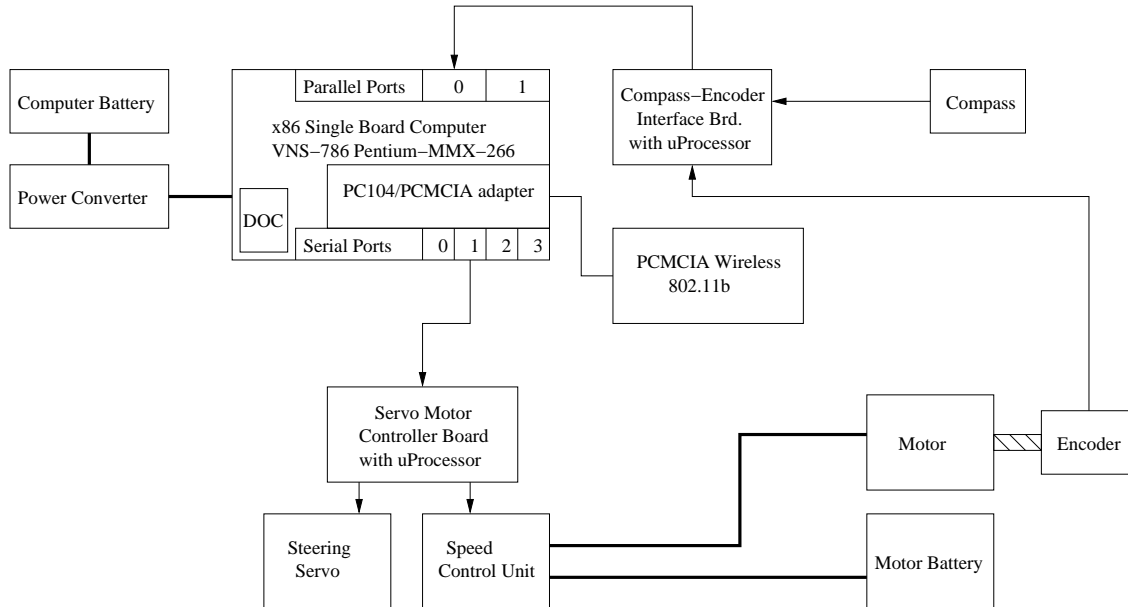 Computer Battery
Power Converter
Parallel Ports 0 1
x86 Single Board Computer
VNS−786 Pentium−MMX−266
PC104/PCMCIA adapter
DOC
Serial Ports 0 1 2 3
Compass−Encoder
Interface Brd.
with uProcessor
Compass
PCMCIA Wireless
802.11b
Servo Motor
Controller Board
with uProcessor
Motor
Encoder
Steering
Servo
Speed
Control Unit
Motor Battery